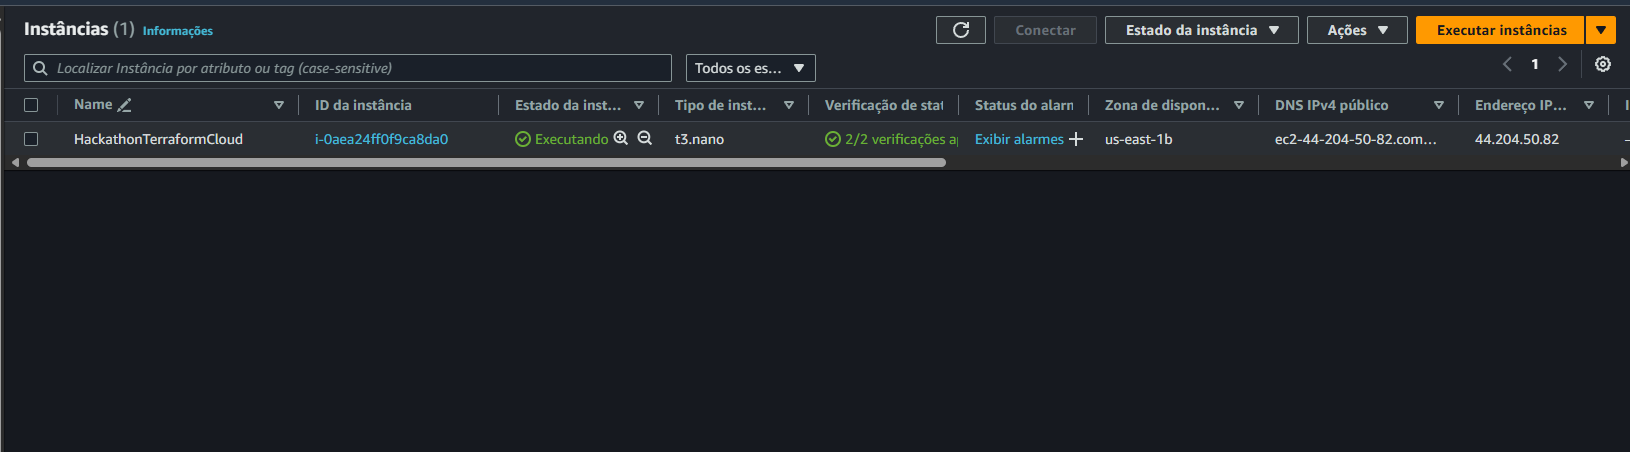 Instâncias (1) Informações
Conectar Estado da instância Ações Executar instâncias
Localizar Instância por atributo ou tag (case-sensitive) Todos os es... 1
Name ID da instância Estado da inst... Tipo de inst... Verificação de stat Status do alarm Zona de dispon... DNS IPv4 público Endereço IP...
HackathonTerraformCloud i-0aea24ff0f9ca8da0 Executando t3.nano 2/2 verificações Exibir alarmes us-east-1b ec2-44-204-50-82.com... 44.204.50.82